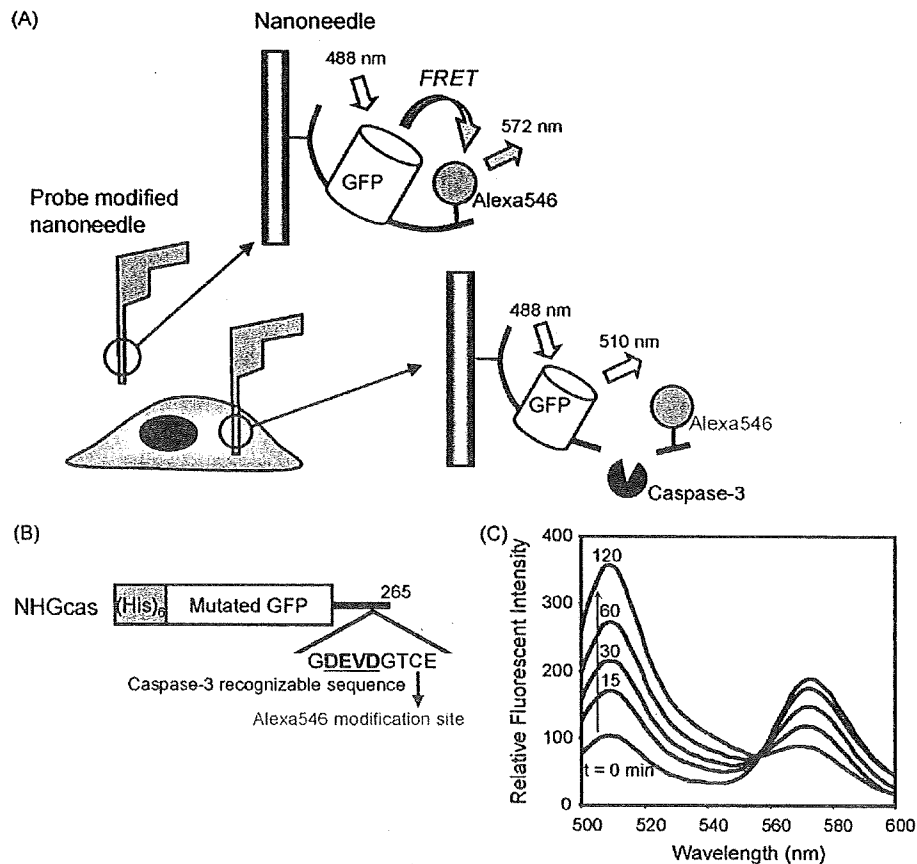 (A)
Nanoneedle
488 nm
FRET
572 nm
GFP
Alexa546
Probe modified
nanoneedle
488 nm
510 nm
GFP
Alexa546
Caspase-3
(B)
NHGcas
(His)6
Mutated GFP
265
GDEVDGTCE
Caspase-3 recognizable sequence
Alexa546 modification site
(C)
Relative Fluorescent Intensity
400
300
200
100
0
120
60
30
15
t = 0 min
500 520 540 560 580 600
Wavelength (nm)